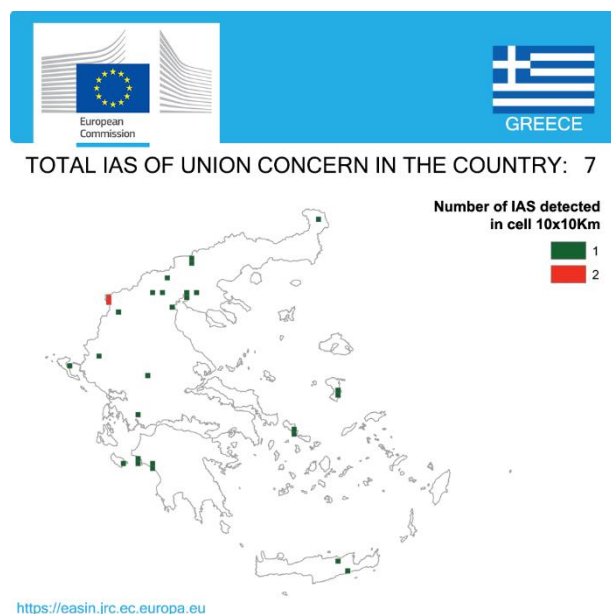 European
Commission
GREECE
TOTAL IAS OF UNION CONCERN IN THE COUNTRY: 7
Number of IAS detected
in cell 10x10Km
1
2
https://easin.jrc.ec.europa.eu